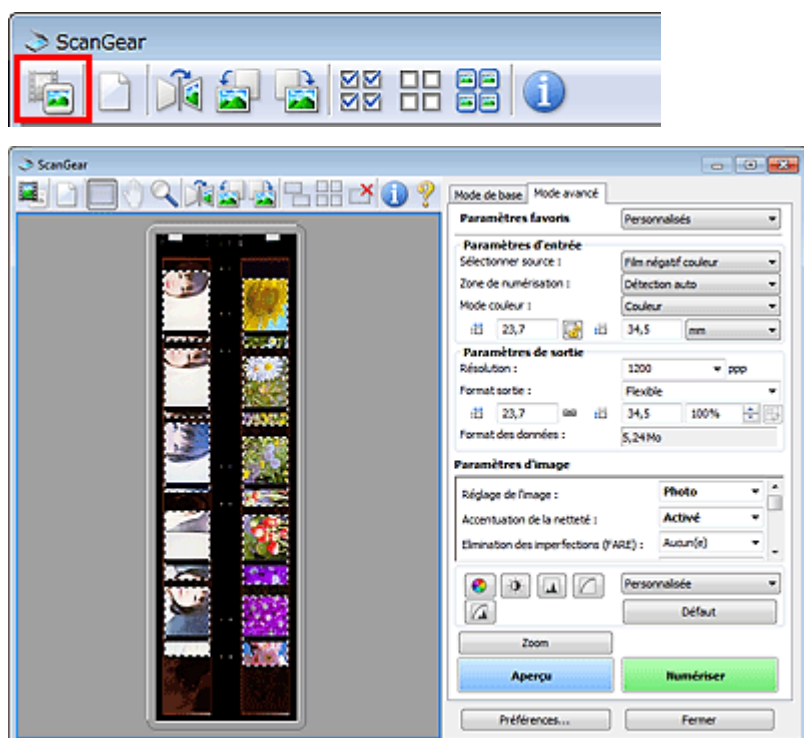 ScanGear
ScanGear
Mode de base Mode avancé
Paramètres favoris Personnalisés
Paramètres d'entrée
Sélectionner source : Film négatif couleur
Zone de numérisation : Détection auto
Mode couleur : Couleur
23,7 34,5 mm
Paramètres de sortie
Résolution : 1200 ppp
Format sortie : Flexible
23,7 34,5 100%
Format des données : 5,24 Mo
Paramètres d'image
Réglage de l'image : Photo
Accentuation de la netteté : Activé
Elimination des imperfections (FARE) : Aucun(e)
Personnalisée
Défaut
Zoom
Aperçu Numériser
Préférences... Fermer